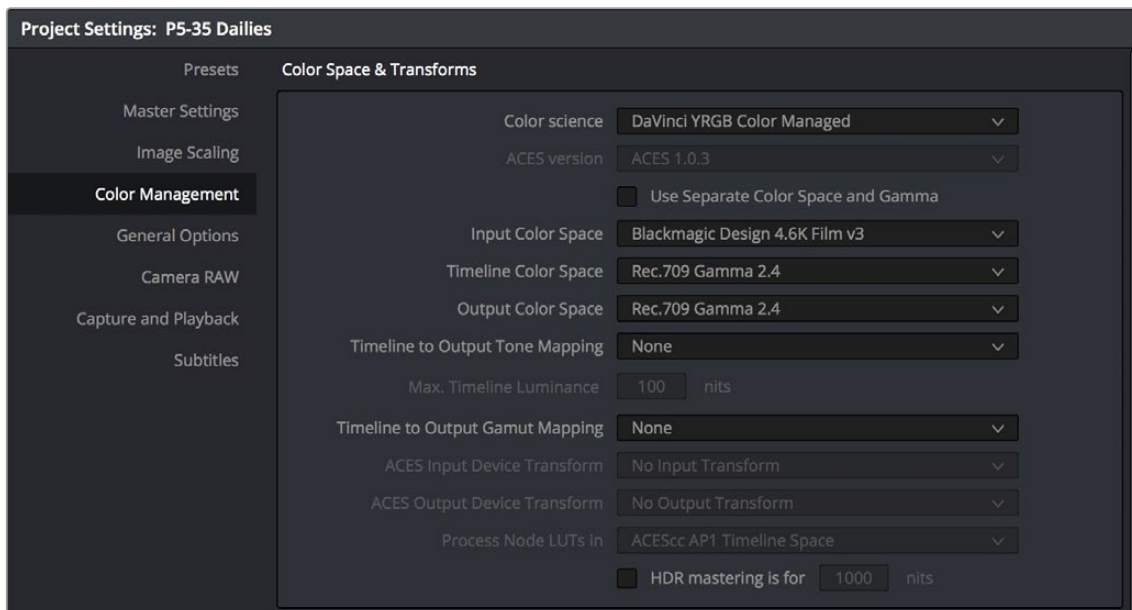 Project Settings: P5-35 Dailies
Presets
Master Settings
Image Scaling
Color Management
General Options
Camera RAW
Capture and Playback
Subtitles
Color Space & Transforms
Color science DaVinci YRGB Color Managed
ACES version ACES 1.0.3
Use Separate Color Space and Gamma
Input Color Space Blackmagic Design 4.6K Film v3
Timeline Color Space Rec.709 Gamma 2.4
Output Color Space Rec.709 Gamma 2.4
Timeline to Output Tone Mapping None
Max. Timeline Luminance 100 nits
Timeline to Output Gamut Mapping None
ACES Input Device Transform No Input Transform
ACES Output Device Transform No Output Transform
Process Node LUTs in ACEScc AP1 Timeline Space
HDR mastering is for 1000 nits